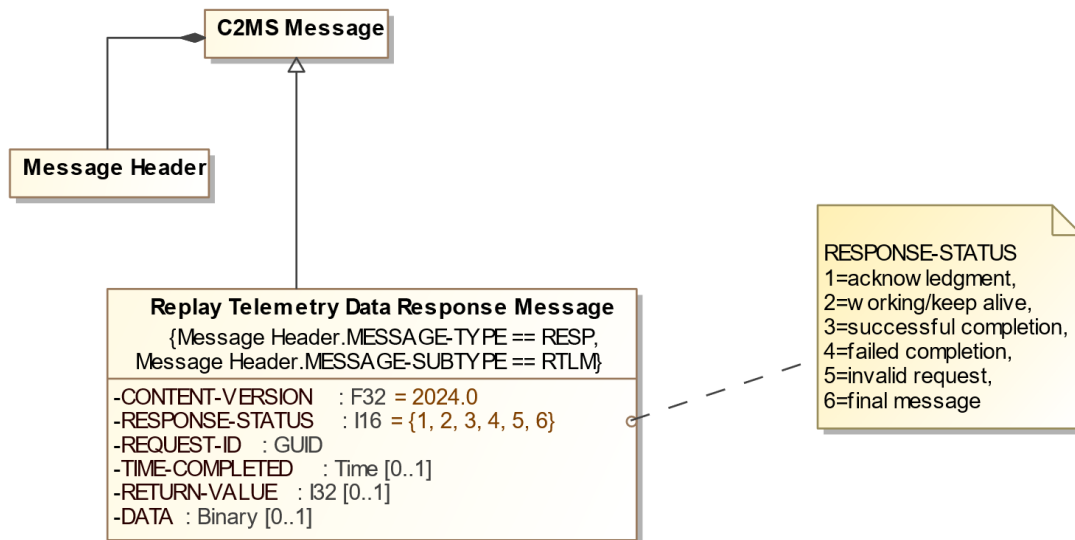 C2MS Message
Message Header
Replay Telemetry Data Response Message
{Message Header.MESSAGE-TYPE == RESP,
Message Header.MESSAGE-SUBTYPE == RTLM}
-CONTENT-VERSION : F32 = 2024.0
-RESPONSE-STATUS : I16 = {1, 2, 3, 4, 5, 6}
-REQUEST-ID : GUID
-TIME-COMPLETED : Time [0..1]
-RETURN-VALUE : I32 [0..1]
-DATA : Binary [0..1]
RESPONSE-STATUS
1=acknowledgment,
2=working/keep alive,
3=successful completion,
4=failed completion,
5=invalid request,
6=final message